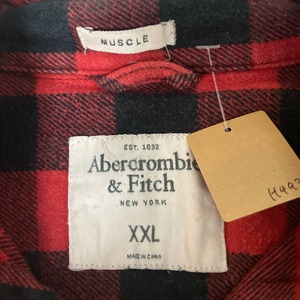 MUSCLE
EST. 1892
Abercrombie
& Fitch
NEW YORK
XXL
MADE IN CHINA